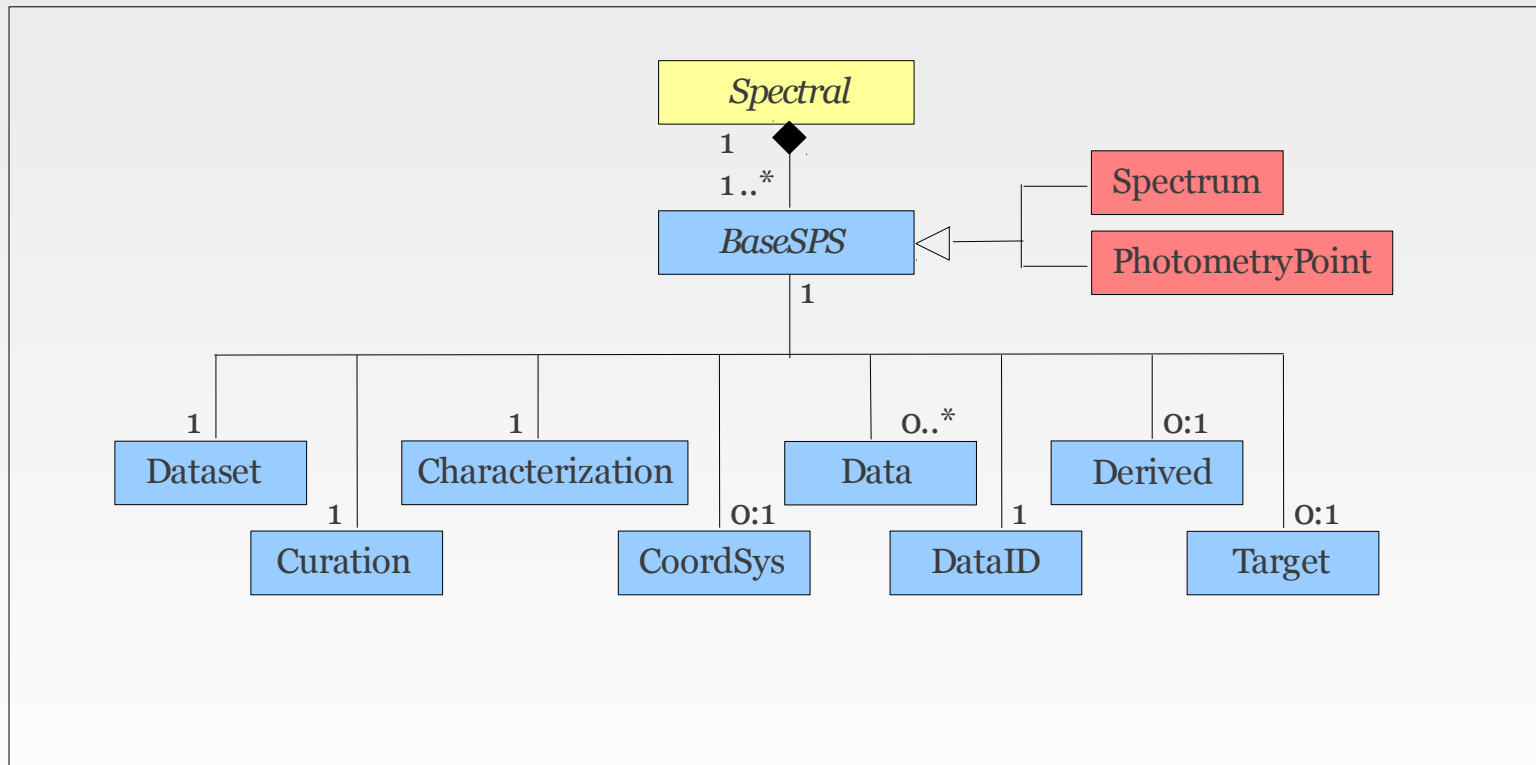 Spectral
1
1..*
BaseSPS
1
Spectrum
PhotometryPoint
1
1
0..*
0:1
Dataset
Characterization
Data
Derived
1
0:1
1
0:1
Curation
CoordSys
DataID
Target